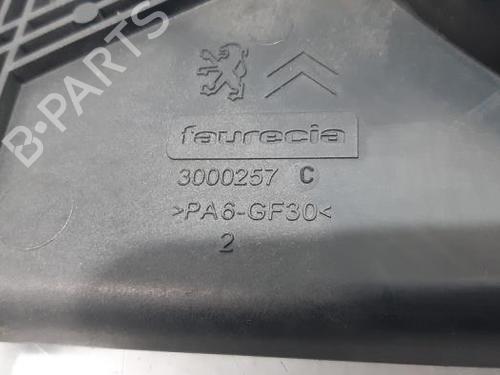 B-PARTS
faurecia
3000257 C
>PA6-GF30<
2